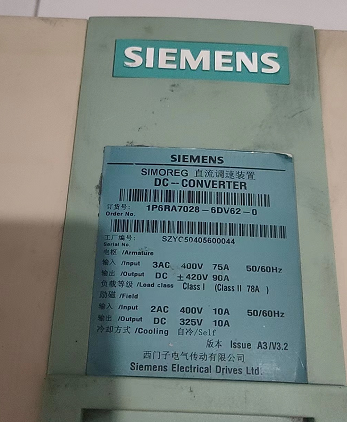 SIEMENS
SIEMENS
SIMOREG 直流调速装置
DC--CONVERTER
订货号:
Order No.
1P6RA7028-6DV62-0
工厂编号:
Serial No.
SZYC50405600044
电枢 /Armature
输入 /Input 3AC 400V 75A 50/60Hz
输出 /Output DC ±420V 90A
负载等级 /Load class Class I (Class II 78A)
励磁 /Field
输入 /Input 2AC 400V 10A 50/60Hz
输出 /Output DC 325V 10A
冷却方式 /Cooling 自冷/Self
版本 Issue A3/V3.2
西门子电气传动有限公司
Siemens Electrical Drives Ltd.